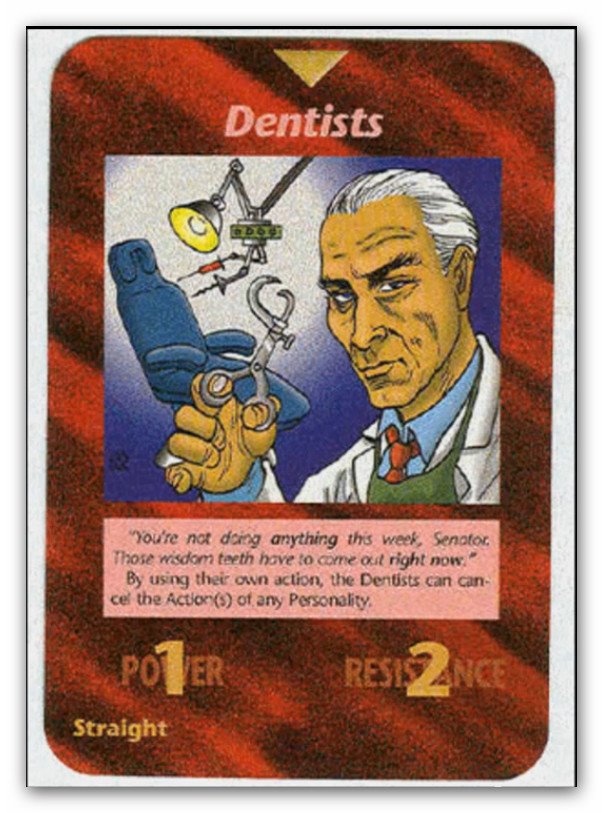 Dentists
"You're not doing anything this week, Senator.
Those wisdom teeth have to come out right now."
By using their own action, the Dentists can can-
cel the Action(s) of any Personality.
POWER 1
RESISTANCE 2
Straight